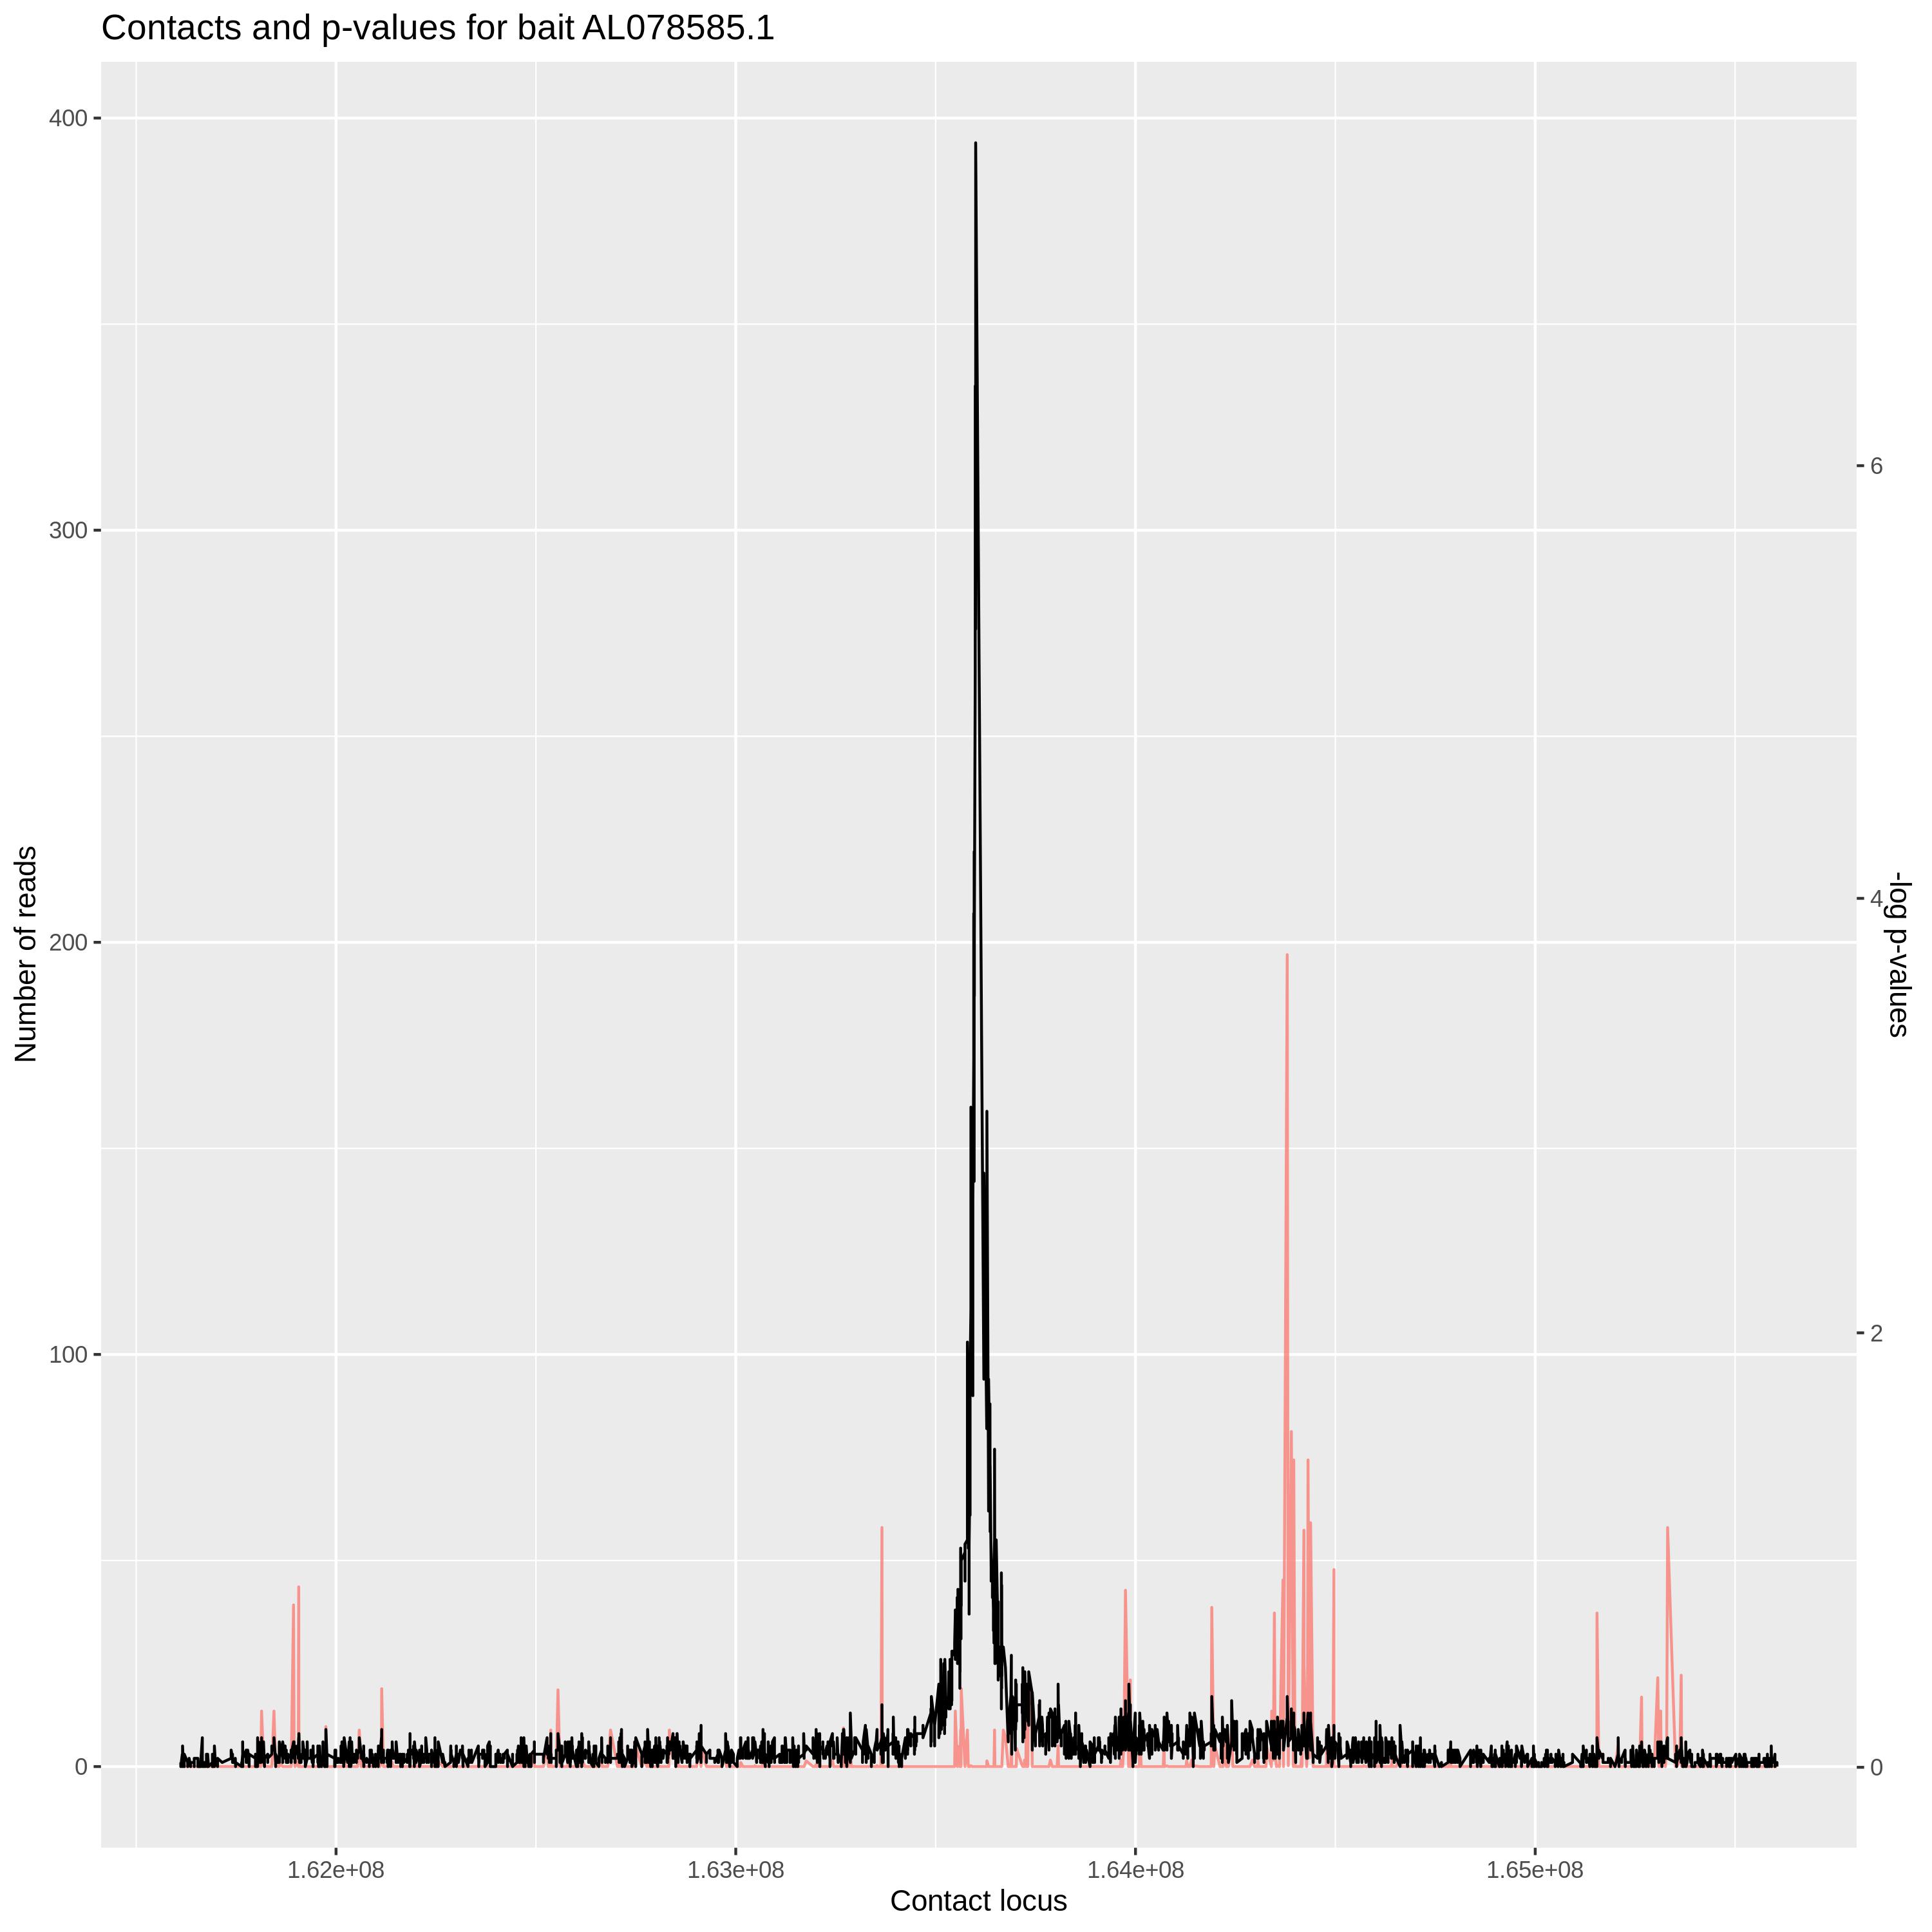 Contacts and p-values for bait AL078585.1
400
300
200
100
0
Number of reads
6
4
2
0
-log p-values
1.62e+08 1.63e+08 1.64e+08 1.65e+08
Contact locus